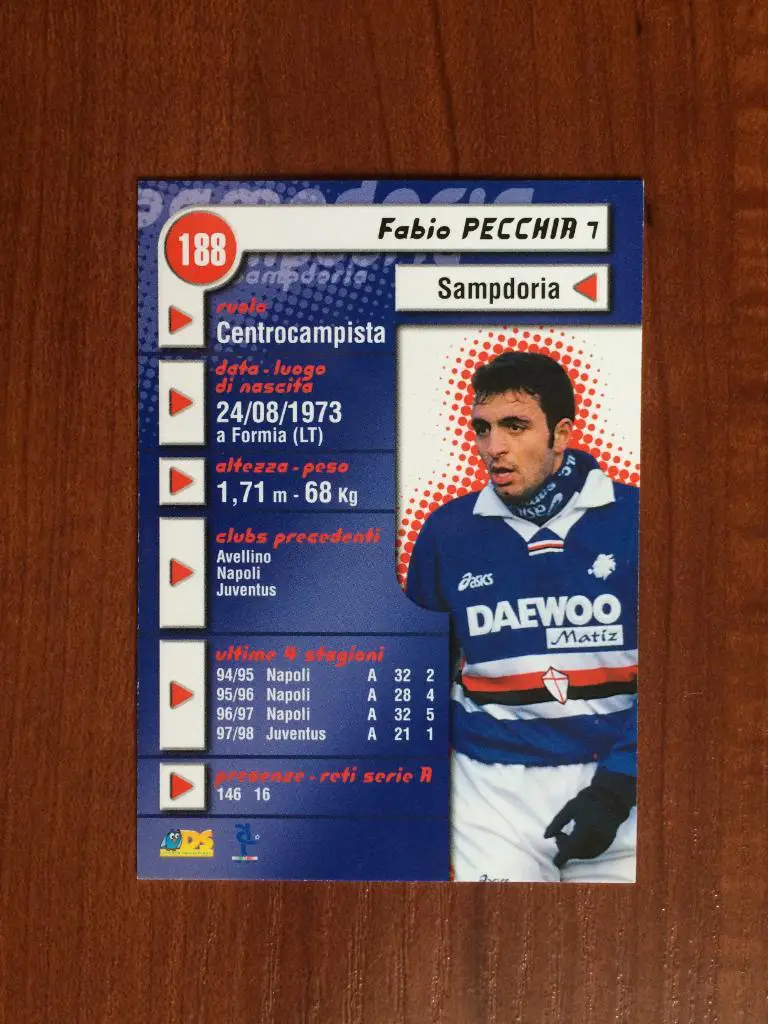 Sampdoria
188
Fabio PECCHIA 7
Sampdoria
sampdoria
Sampdoria
ruolo
Centrocampista
data - luogo
di nascita
24/08/1973
a Formia (LT)
altezza - peso
1,71 m - 68 Kg
clubs precedenti
Avellino
Napoli
Juventus
ultime 4 stagioni
94/95 Napoli A 32 2
95/96 Napoli A 28 4
96/97 Napoli A 32 5
97/98 Juventus A 21 1
presenze - reti serie A
146 16
asics
DAEWOO
Matiz
DS
asics